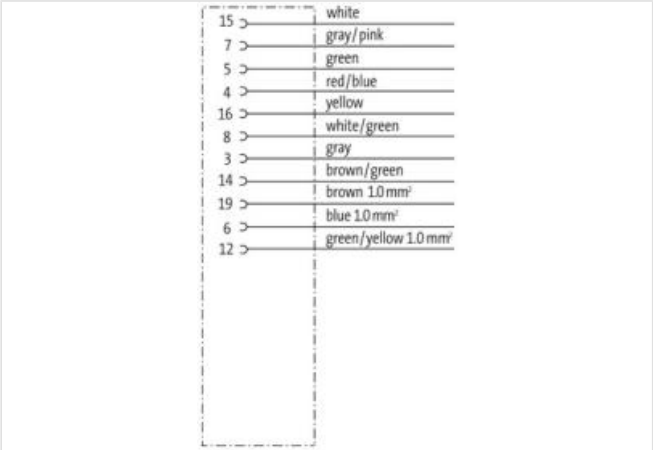 15 white
7 gray/pink
5 green
4 red/blue
16 yellow
8 white/green
3 gray
14 brown/green
19 brown 1.0 mm²
6 blue 1.0 mm²
12 green/yellow 1.0 mm²